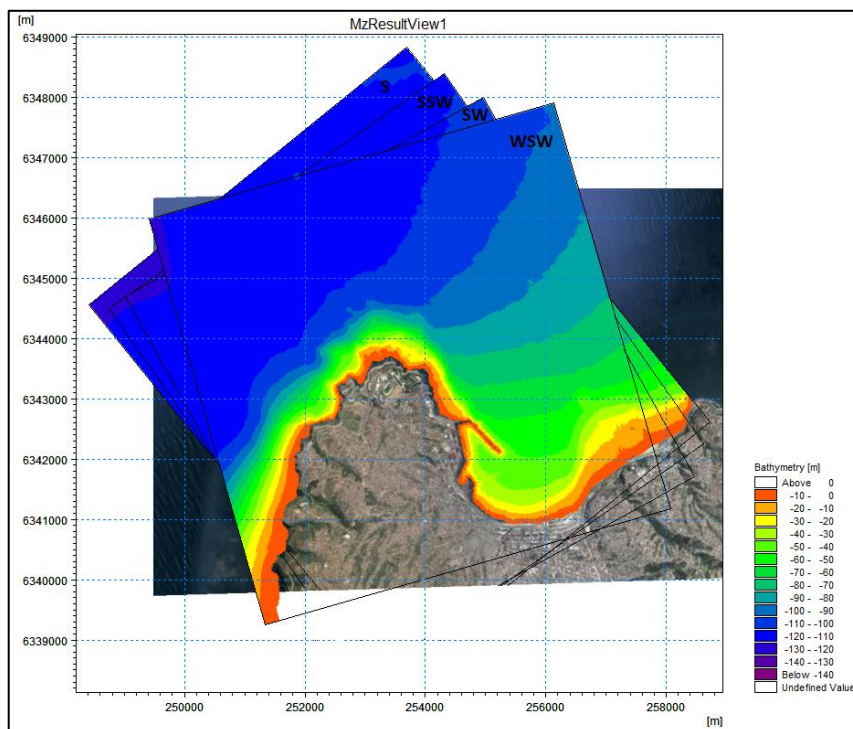 [m]
MzResultView1
6349000
6348000
6347000
6346000
6345000
6344000
6343000
6342000
6341000
6340000
6339000
S
SSW
SW
WSW
250000 252000 254000 256000 258000
[m]
Bathymetry [m]
Above 0
-10 - 0
-20 - -10
-30 - -20
-40 - -30
-50 - -40
-60 - -50
-70 - -60
-80 - -70
-90 - -80
-100 - -90
-110 - -100
-120 - -110
-130 - -120
-140 - -130
Below -140
Undefined Value